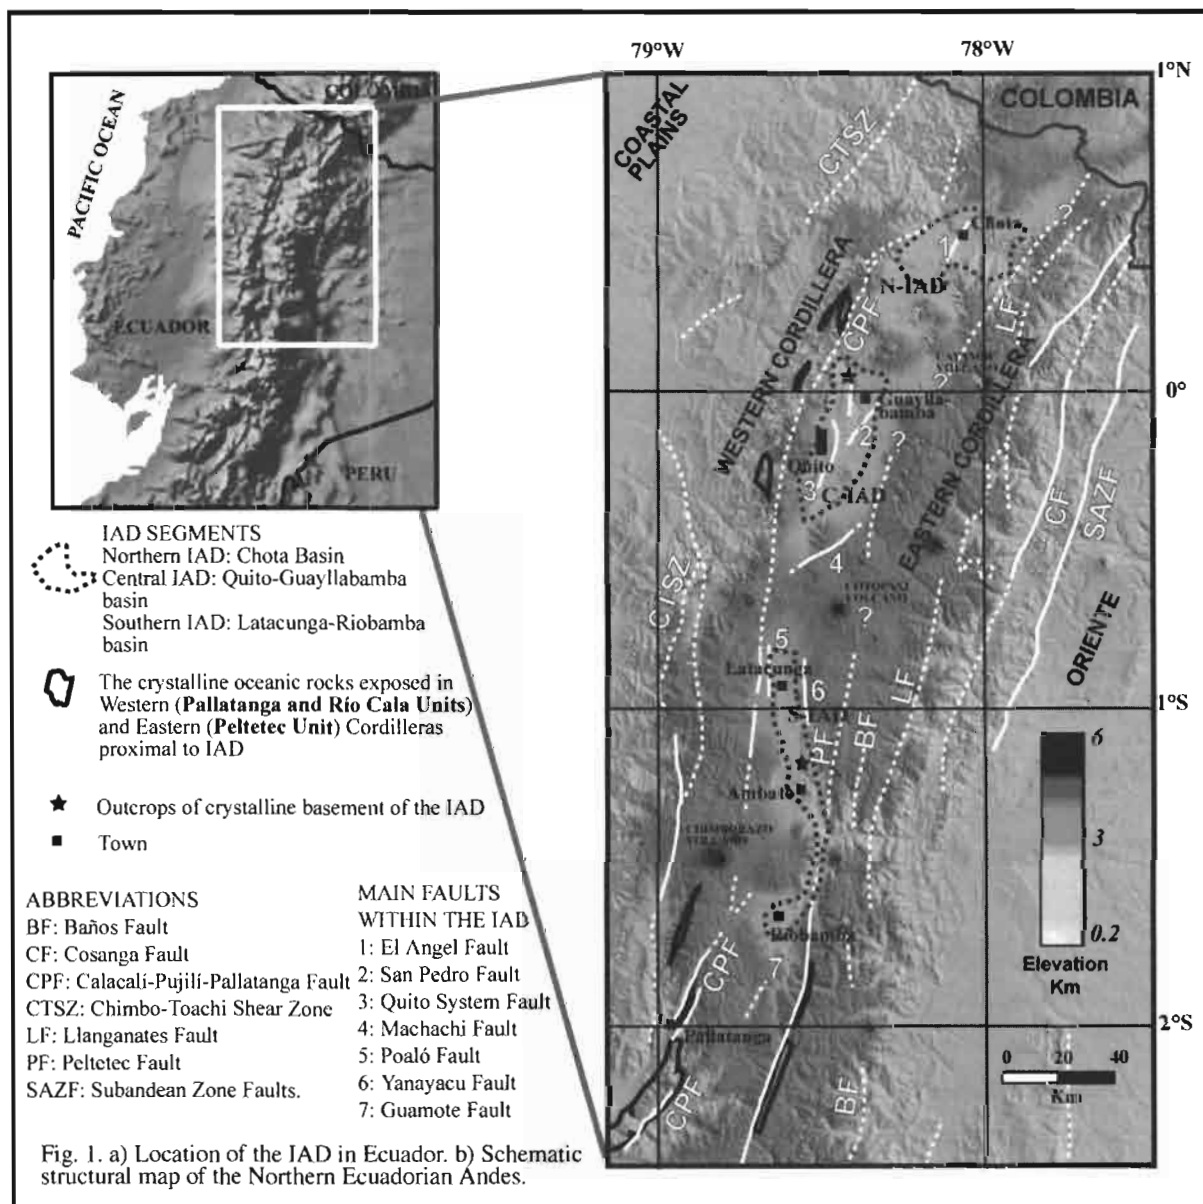 79°W
78°W
1°N
COLOMBIA
PACIFIC OCEAN
ECUADOR
PERU
COASTAL
PLAINS
COLOMBIA
CTSZ
?
Chota
1
N-IAD
WESTERN CORDILLERA
CPF
LF
CAYAMBE
VOLCANO
?
0°
Guaylla-
bamba
2
?
Quito
3
C-IAD
EASTERN CORDILLERA
CF
SAZF
4
CTSZ
COTOPAXI
VOLCANO
?
5
Latacunga
6
ORIENTE
LF
1°S
S-IAD
PF
BF
6
3
0.2
Elevation
Km
Ambato
CHIMBORAZO
VOLCANO
Riobamba
CPF
7
2°S
Pallatanga
0 20 40
Km
CPF
BF
IAD SEGMENTS
Northern IAD: Chota Basin
Central IAD: Quito-Guayllabamba
basin
Southern IAD: Latacunga-Riobamba
basin
The crystalline oceanic rocks exposed in
Western (Pallatanga and Río Cala Units)
and Eastern (Peltetec Unit) Cordilleras
proximal to IAD
Outcrops of crystalline basement of the IAD
Town
ABBREVIATIONS
BF: Baños Fault
CF: Cosanga Fault
CPF: Calacalí-Pujilí-Pallatanga Fault
CTSZ: Chimbo-Toachi Shear Zone
LF: Llanganates Fault
PF: Peltetec Fault
SAZF: Subandean Zone Faults.
MAIN FAULTS
WITHIN THE IAD
1: El Angel Fault
2: San Pedro Fault
3: Quito System Fault
4: Machachi Fault
5: Poaló Fault
6: Yanayacu Fault
7: Guamote Fault
Fig. 1. a) Location of the IAD in Ecuador. b) Schematic
structural map of the Northern Ecuadorian Andes.